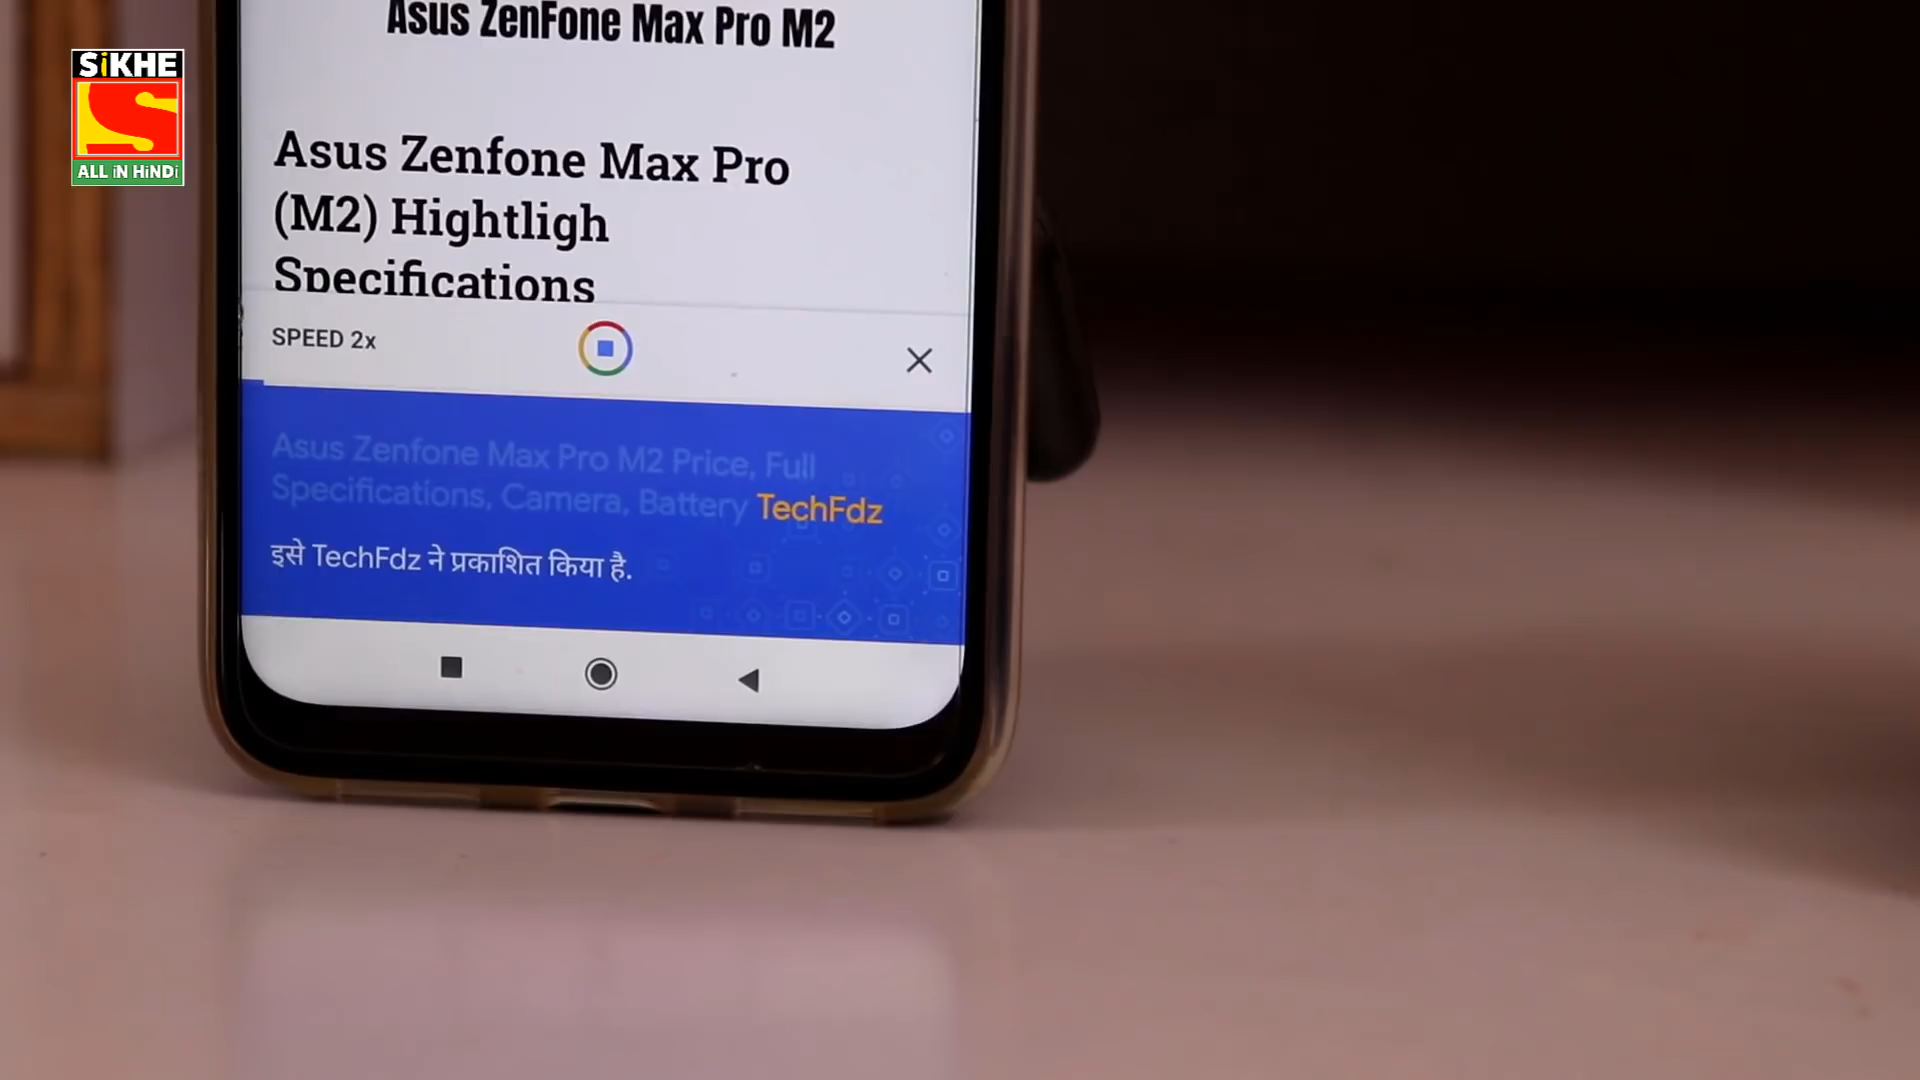 SiKHE
ALL iN HiNDi
Asus ZenFone Max Pro M2
Asus Zenfone Max Pro
(M2) Hightligh
Specifications
SPEED 2x
Asus Zenfone Max Pro M2 Price, Full
Specifications, Camera, Battery TechFdz
इसे TechFdz ने प्रकाशित किया है.